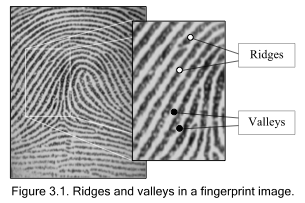 Ridges
Valleys
Figure 3.1. Ridges and valleys in a fingerprint image.